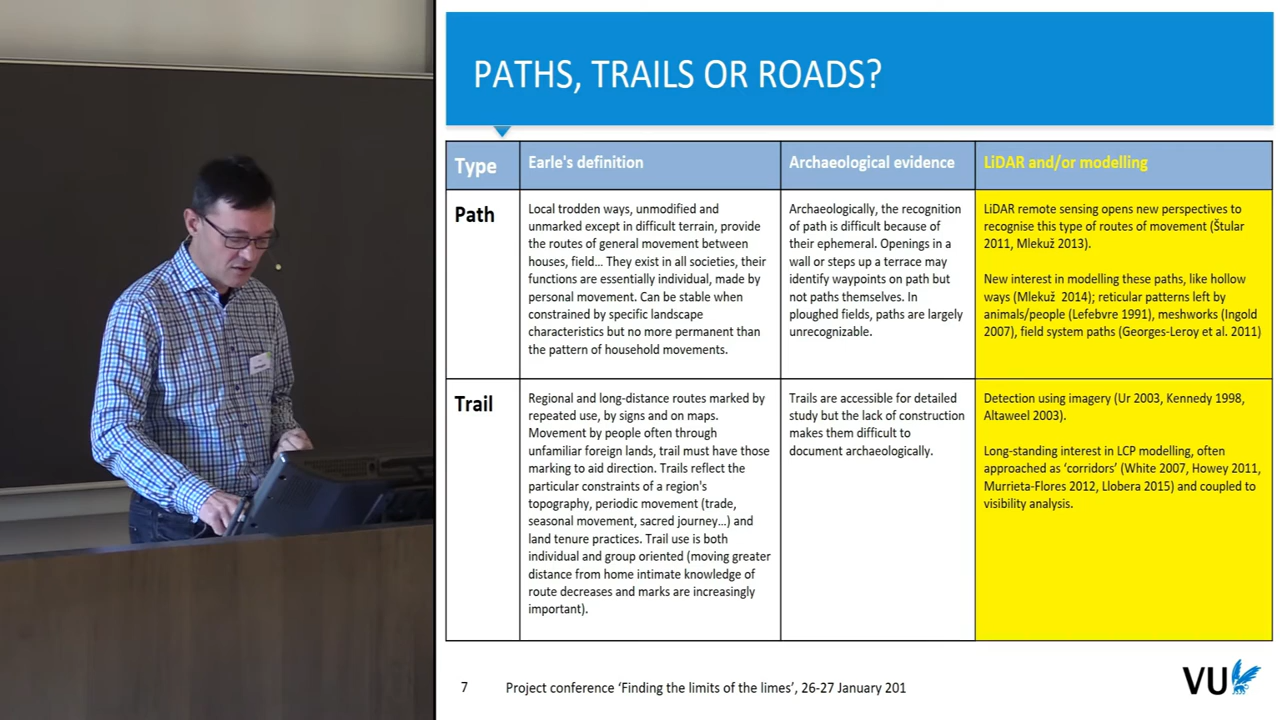 PATHS, TRAILS OR ROADS?
Type
Earle's definition
Archaeological evidence
LiDAR and/or modelling
Path
Local trodden ways, unmodified and
unmarked except in difficult terrain, provide
the routes of general movement between
houses, field... They exist in all societies, their
functions are essentially individual, made by
personal movement. Can be stable when
constrained by specific landscape
characteristics but no more permanent than
the pattern of household movements.
Archaeologically, the recognition
of path is difficult because of
their ephemeral. Openings in a
wall or steps up a terrace may
identify waypoints on path but
not paths themselves. In
ploughed fields, paths are largely
unrecognizable.
LiDAR remote sensing opens new perspectives to
recognise this type of routes of movement (Štular
2011, Mlekuž 2013).
New interest in modelling these paths, like hollow
ways (Mlekuž 2014); reticular patterns left by
animals/people (Lefebvre 1991), meshworks (Ingold
2007), field system paths (Georges-Leroy et al. 2011)
Trail
Regional and long-distance routes marked by
repeated use, by signs and on maps.
Movement by people often through
unfamiliar foreign lands, trail must have those
marking to aid direction. Trails reflect the
particular constraints of a region's
topography, periodic movement (trade,
seasonal movement, sacred journey...) and
land tenure practices. Trail use is both
individual and group oriented (moving greater
distance from home intimate knowledge of
route decreases and marks are increasingly
important).
Trails are accessible for detailed
study but the lack of construction
makes them difficult to
document archaeologically.
Detection using imagery (Ur 2003, Kennedy 1998,
Altaweel 2003).
Long-standing interest in LCP modelling, often
approached as 'corridors' (White 2007, Howey 2011,
Murrieta-Flores 2012, Llobera 2015) and coupled to
visibility analysis.
7
Project conference 'Finding the limits of the limes', 26-27 January 201
VU